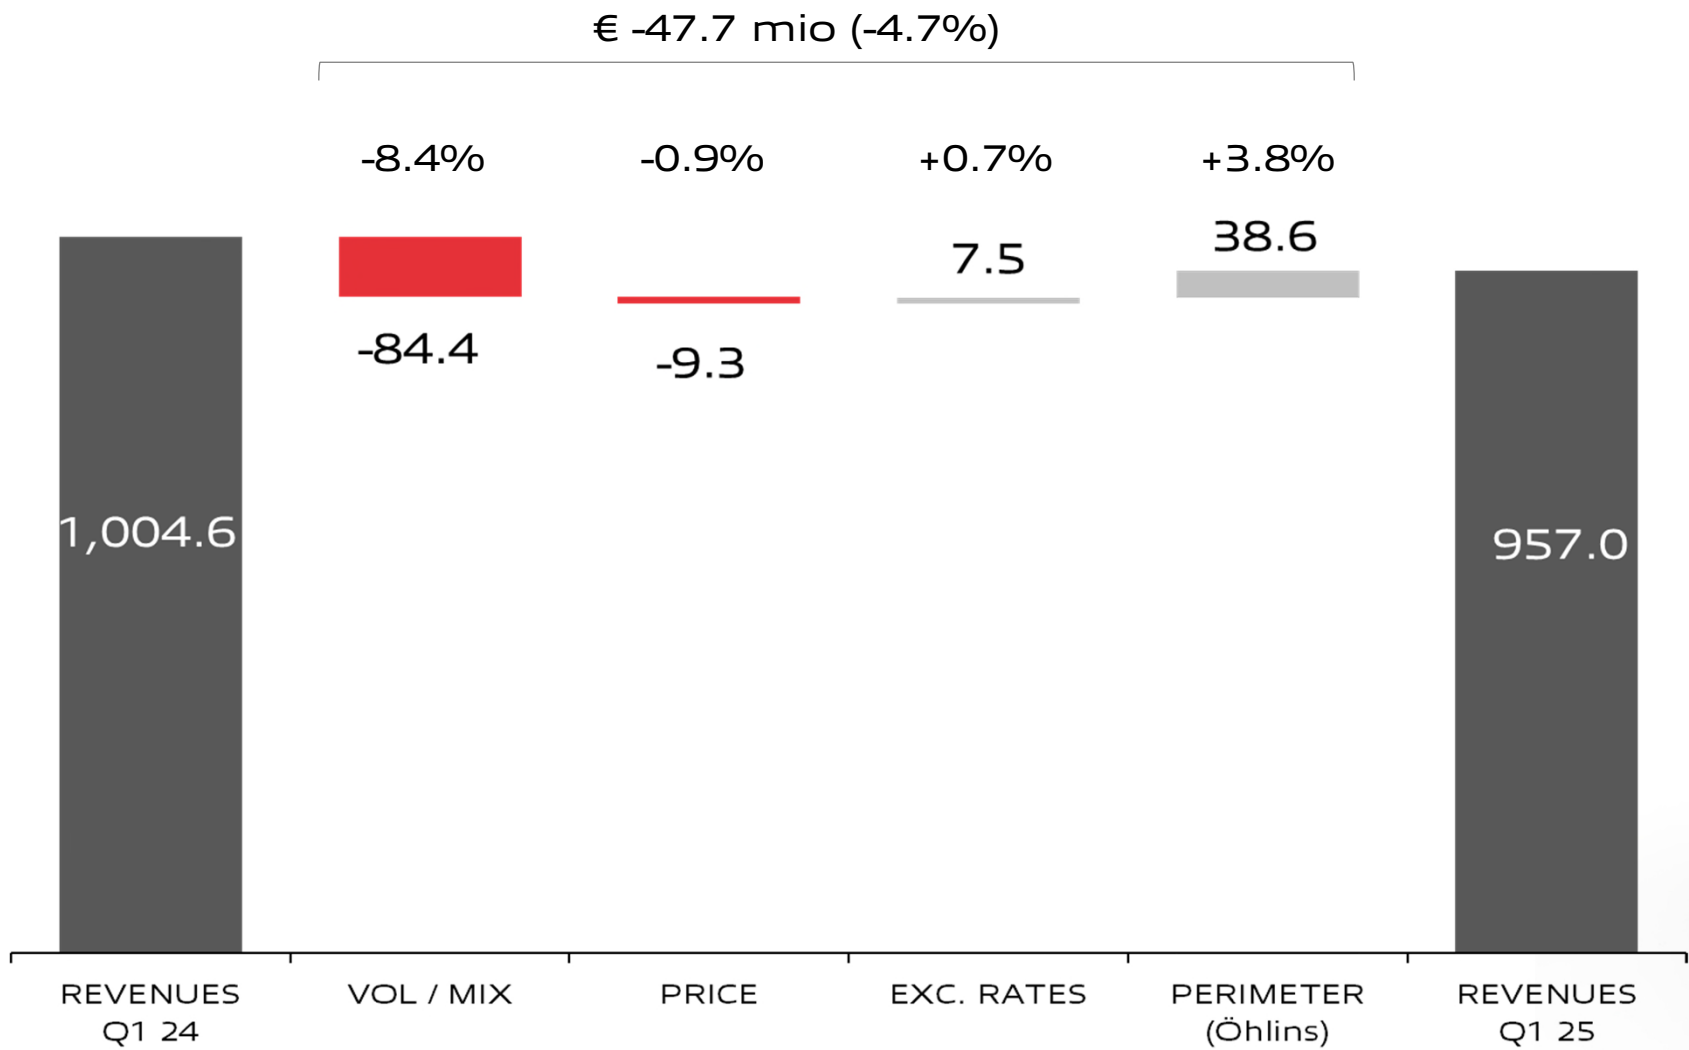 € -47.7 mio (-4.7%)
-8.4%
-0.9%
+0.7%
+3.8%
7.5
38.6
-84.4
-9.3
1,004.6
957.0
REVENUES
Q1 24
VOL / MIX
PRICE
EXC. RATES
PERIMETER
(Öhlins)
REVENUES
Q1 25